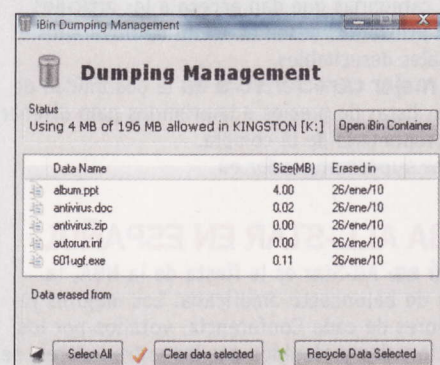 iBin Dumping Management
Dumping Management
Status
Using 4 MB of 196 MB allowed in KINGSTON [K:]
Open iBin Container
Data Name Size(MB) Erased in
album.ppt 4.00 26/ene/10
antivirus.doc 0.02 26/ene/10
antivirus.zip 0.00 26/ene/10
autorun.inf 0.00 26/ene/10
601ugf.exe 0.11 26/ene/10
Data erased from
Select All Clear data selected Recycle Data Selected